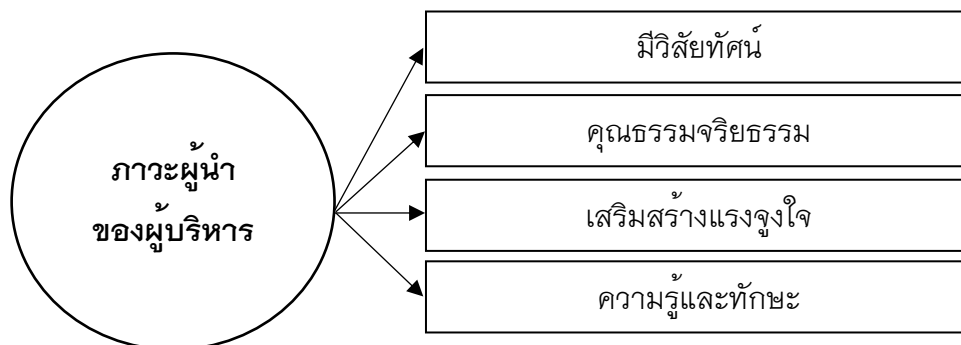 ภาวะผู้นำ
ของผู้บริหาร
มีวิสัยทัศน์
คุณธรรมจริยธรรม
เสริมสร้างแรงจูงใจ
ความรู้และทักษะ